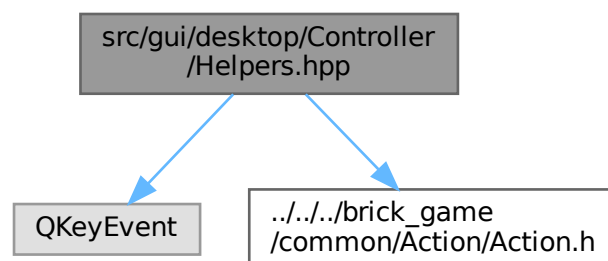 src/gui/desktop/Controller
/Helpers.hpp
QKeyEvent
../../../brick_game
/common/Action/Action.h